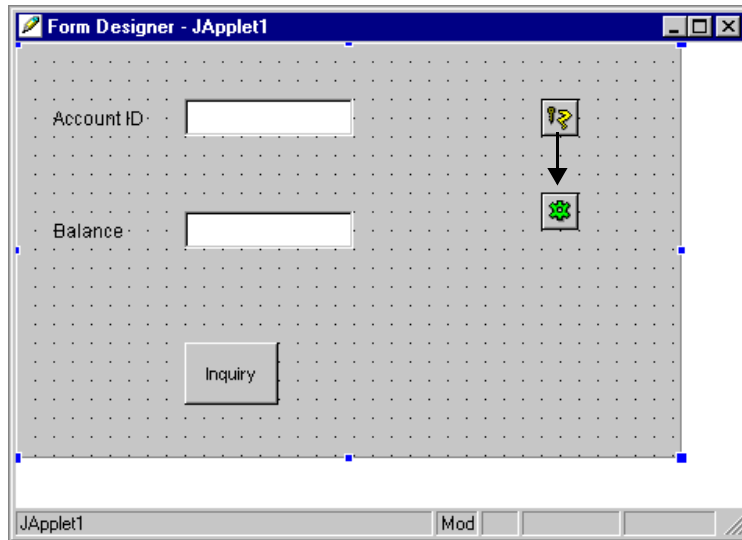 Form Designer - JApplet1
Account ID
Balance
Inquiry
JApplet1
Mod